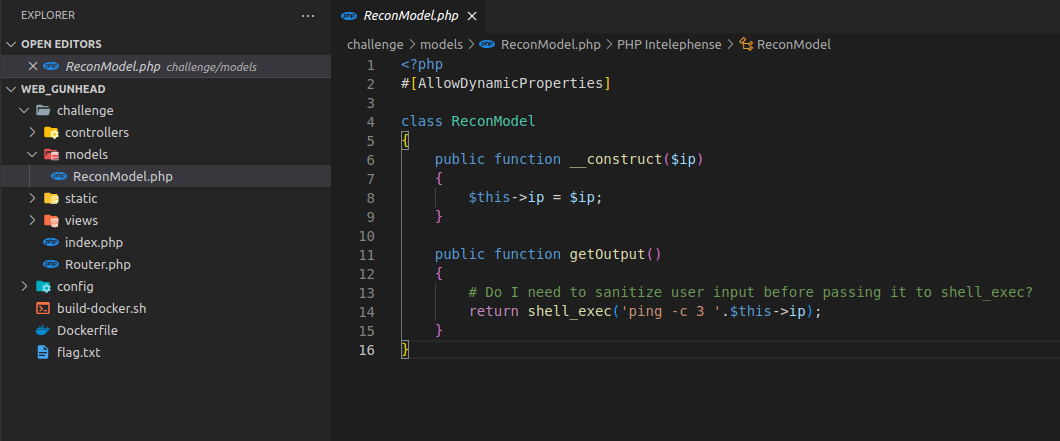 EXPLORER
OPEN EDITORS
ReconModel.php challenge/models
WEB_GUNHEAD
challenge
controllers
models
ReconModel.php
static
views
index.php
Router.php
config
build-docker.sh
Dockerfile
flag.txt
ReconModel.php
challenge > models > ReconModel.php > PHP Intelephense > ReconModel
1 <?php
2 #[AllowDynamicProperties]
3
4 class ReconModel
5 {
6     public function __construct($ip)
7     {
8         $this->ip = $ip;
9     }
10
11     public function getOutput()
12     {
13         # Do I need to sanitize user input before passing it to shell_exec?
14         return shell_exec('ping -c 3 '.$this->ip);
15     }
16 }